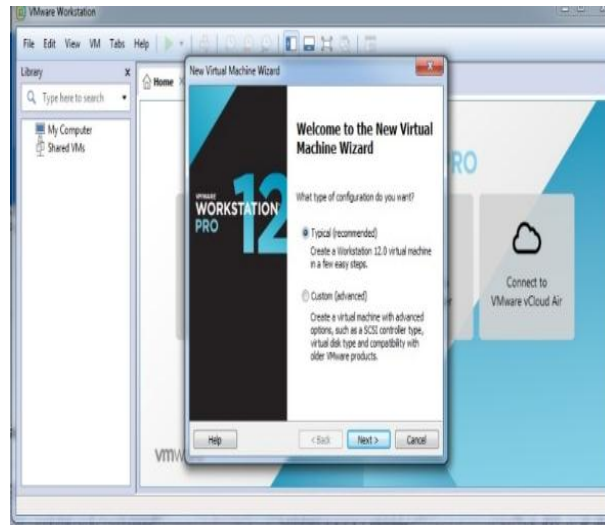 VMware Workstation
File Edit View VM Tabs Help
Library x
Type here to search
My Computer
Shared VMs
Home
New Virtual Machine Wizard
VMWARE
WORKSTATION
PRO 12
Welcome to the New Virtual
Machine Wizard
What type of configuration do you want?
Typical (recommended)
Create a Workstation 12.0 virtual machine
in a few easy steps.
Custom (advanced)
Create a virtual machine with advanced
options, such as a SCSI controller type,
virtual disk type and compatibility with
older VMware products.
Help < Back Next > Cancel
RO
Connect to
VMware vCloud Air
vmw